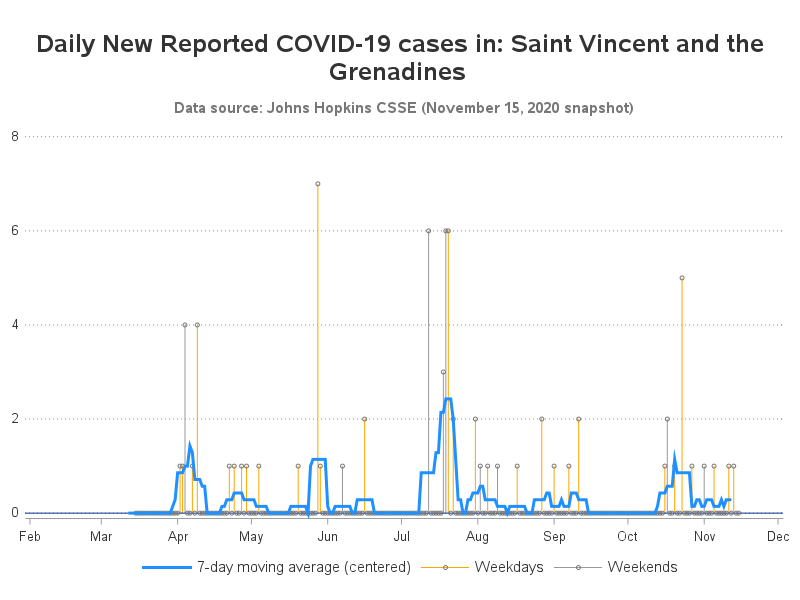 Daily New Reported COVID-19 cases in: Saint Vincent and the
Grenadines
Data source: Johns Hopkins CSSE (November 15, 2020 snapshot)
8
6
4
2
0
Feb Mar Apr May Jun Jul Aug Sep Oct Nov Dec
7-day moving average (centered) Weekdays Weekends